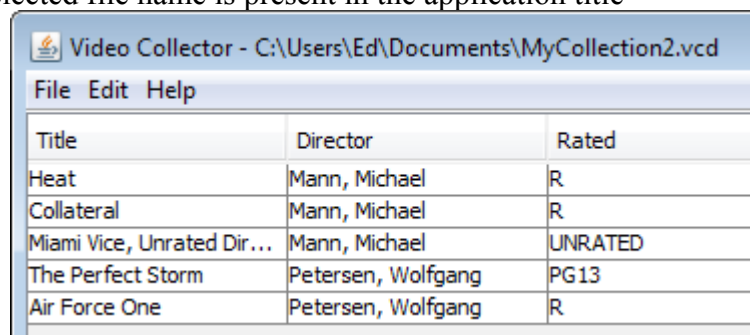 selected file name is present in the application title
Video Collector - C:\Users\Ed\Documents\MyCollection2.vcd
File Edit Help
Title Director Rated
Heat Mann, Michael R
Collateral Mann, Michael R
Miami Vice, Unrated Dir... Mann, Michael UNRATED
The Perfect Storm Petersen, Wolfgang PG13
Air Force One Petersen, Wolfgang R